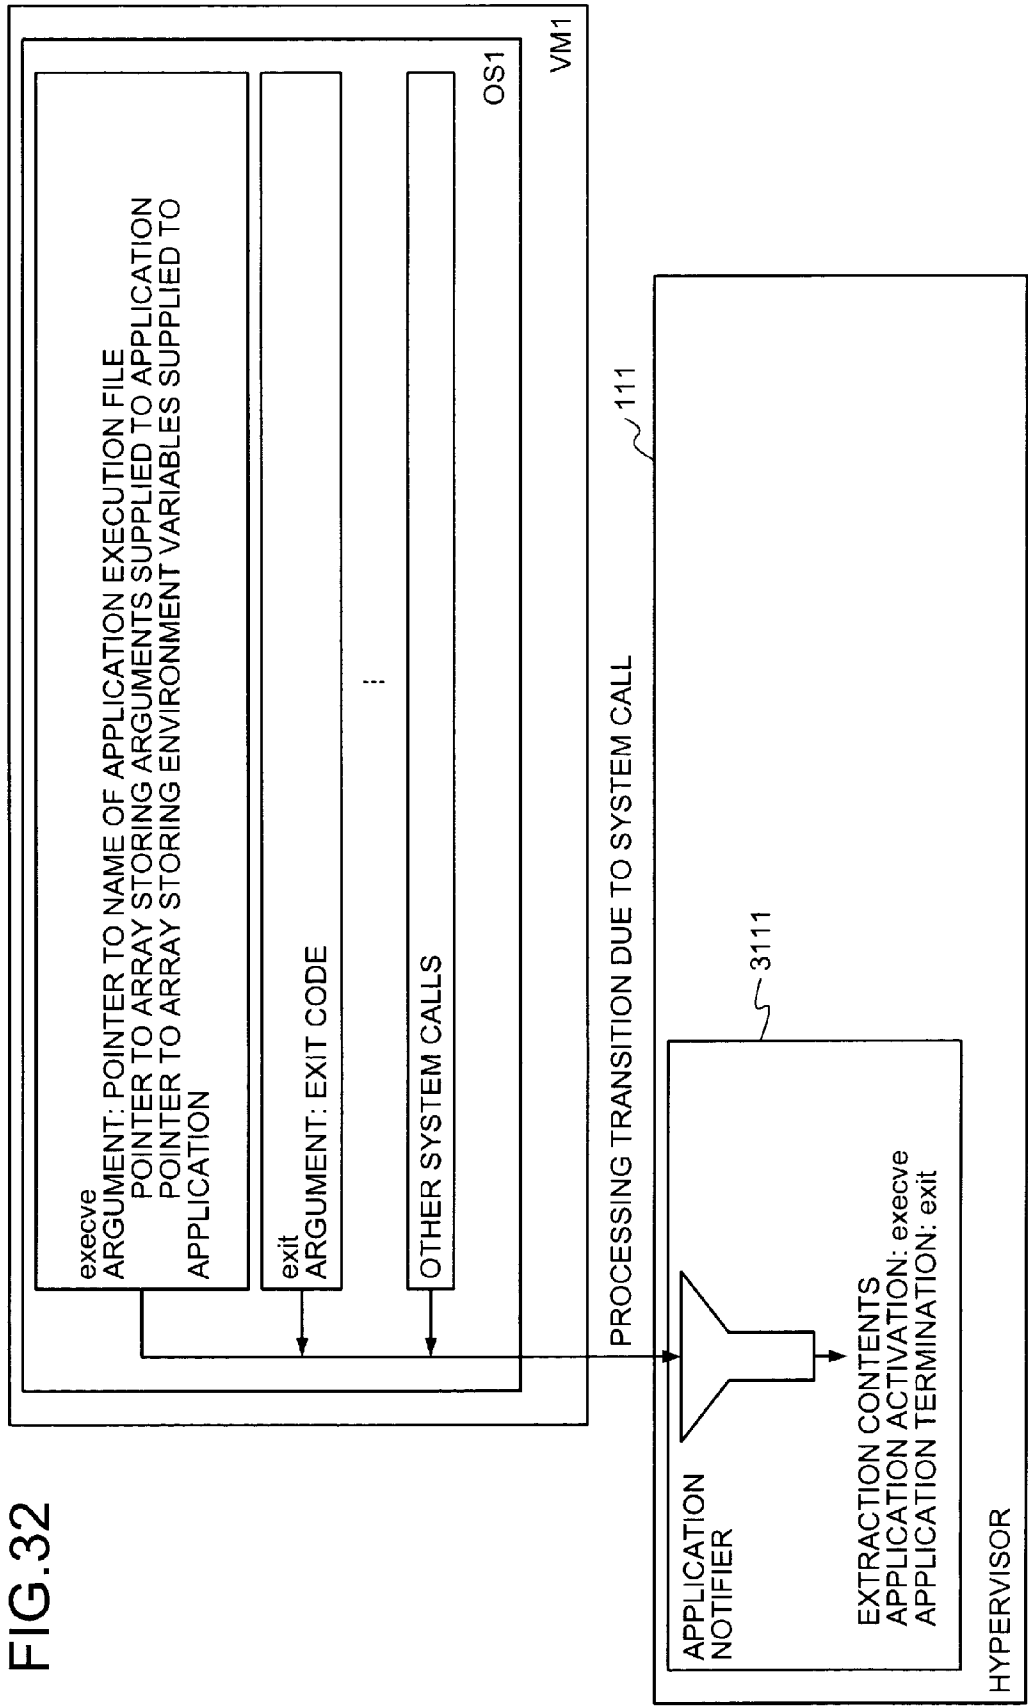 FIG.32
execve
ARGUMENT: POINTER TO NAME OF APPLICATION EXECUTION FILE
POINTER TO ARRAY STORING ARGUMENTS SUPPLIED TO APPLICATION
POINTER TO ARRAY STORING ENVIRONMENT VARIABLES SUPPLIED TO
APPLICATION
exit
ARGUMENT: EXIT CODE
...
OTHER SYSTEM CALLS
OS1
VM1
PROCESSING TRANSITION DUE TO SYSTEM CALL
111
3111
APPLICATION
NOTIFIER
EXTRACTION CONTENTS
APPLICATION ACTIVATION: execve
APPLICATION TERMINATION: exit
HYPERVISOR